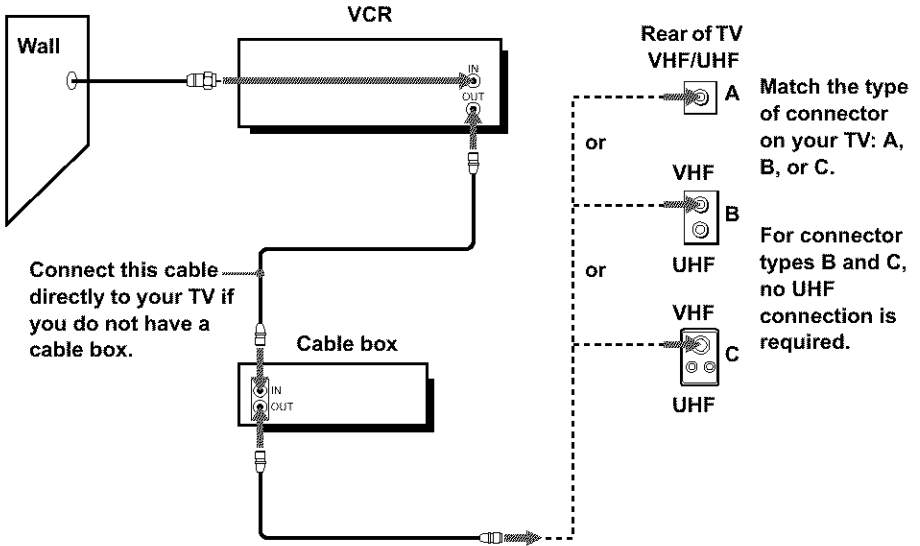 VCR
Wall
IN
OUT
Rear of TV
VHF/UHF
A
Match the type
of connector
on your TV: A,
B, or C.
or
VHF
B
UHF
For connector
types B and C,
no UHF
connection is
required.
or
VHF
C
UHF
Connect this cable
directly to your TV if
you do not have a
cable box.
Cable box
IN
OUT